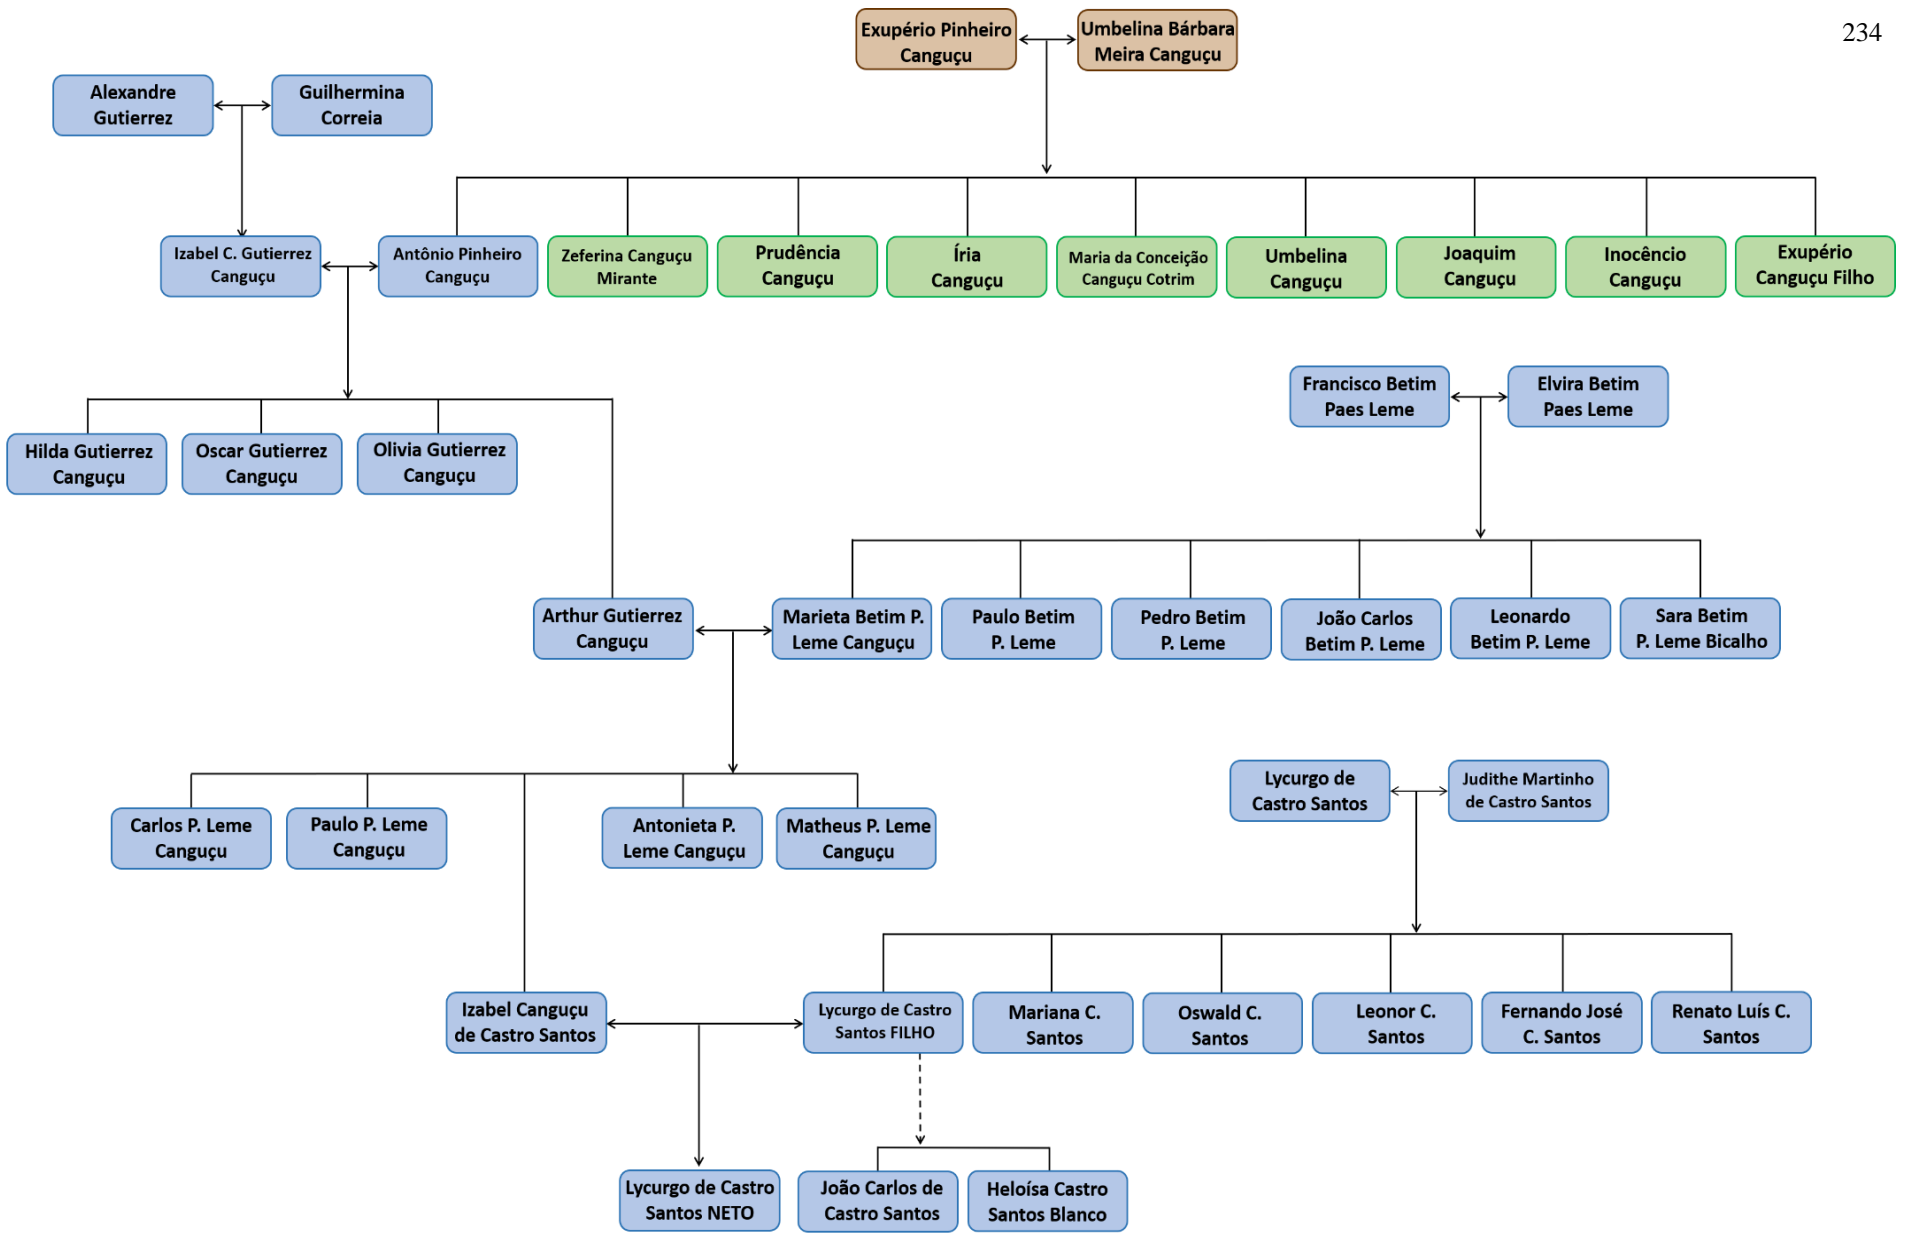 234
Exupério Pinheiro
Canguçu
Umbelina Bárbara
Meira Canguçu
Alexandre
Gutierrez
Guilhermina
Correia
Izabel C. Gutierrez
Canguçu
Antônio Pinheiro
Canguçu
Zeferina Canguçu
Mirante
Prudência
Canguçu
Íria
Canguçu
Maria da Conceição
Canguçu Cotrim
Umbelina
Canguçu
Joaquim
Canguçu
Inocêncio
Canguçu
Exupério
Canguçu Filho
Francisco Betim
Paes Leme
Elvira Betim
Paes Leme
Hilda Gutierrez
Canguçu
Oscar Gutierrez
Canguçu
Olivia Gutierrez
Canguçu
Arthur Gutierrez
Canguçu
Marieta Betim P.
Leme Canguçu
Paulo Betim
P. Leme
Pedro Betim
P. Leme
João Carlos
Betim P. Leme
Leonardo
Betim P. Leme
Sara Betim
P. Leme Bicalho
Lycurgo de
Castro Santos
Judithe Martinho
de Castro Santos
Carlos P. Leme
Canguçu
Paulo P. Leme
Canguçu
Antonieta P.
Leme Canguçu
Matheus P. Leme
Canguçu
Izabel Canguçu
de Castro Santos
Lycurgo de Castro
Santos FILHO
Mariana C.
Santos
Oswald C.
Santos
Leonor C.
Santos
Fernando José
C. Santos
Renato Luís C.
Santos
Lycurgo de Castro
Santos NETO
João Carlos de
Castro Santos
Heloísa Castro
Santos Blanco